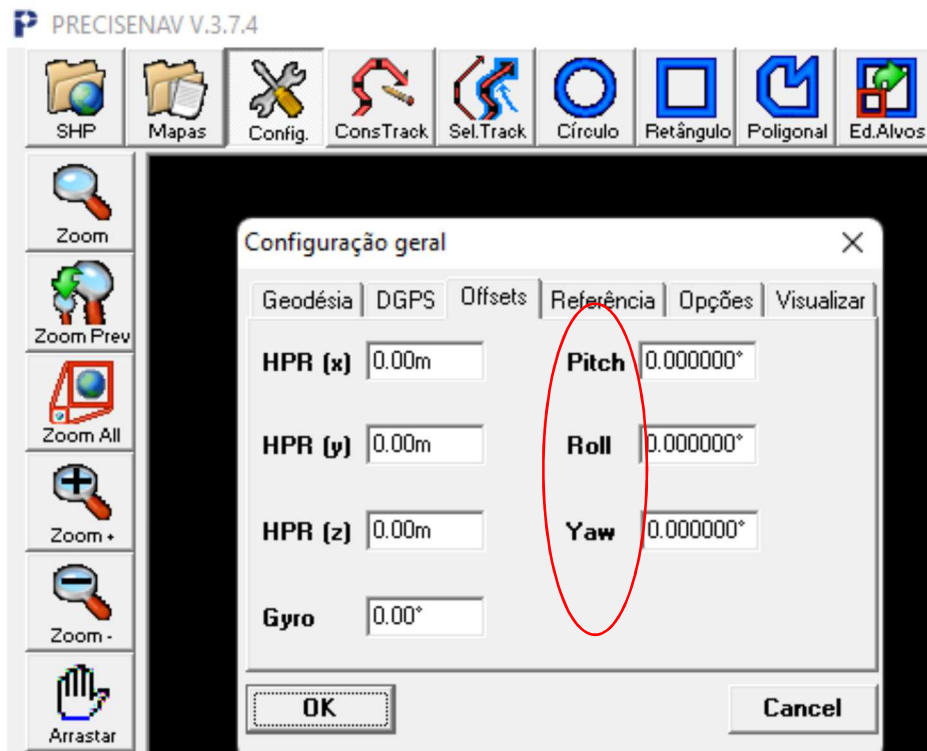 PRECISENAV V.3.7.4
SHP Mapas Config. ConsTrack Sel.Track Círculo Retângulo Poligonal Ed.Alvos
Zoom
Zoom Prev
Zoom All
Zoom +
Zoom -
Arrastar
Configuração geral
Geodésia DGPS Offsets Referência Opções Visualizar
HPR (x) 0.00m Pitch 0.000000°
HPR (y) 0.00m Roll 0.000000°
HPR (z) 0.00m Yaw 0.000000°
Gyro 0.00°
OK Cancel